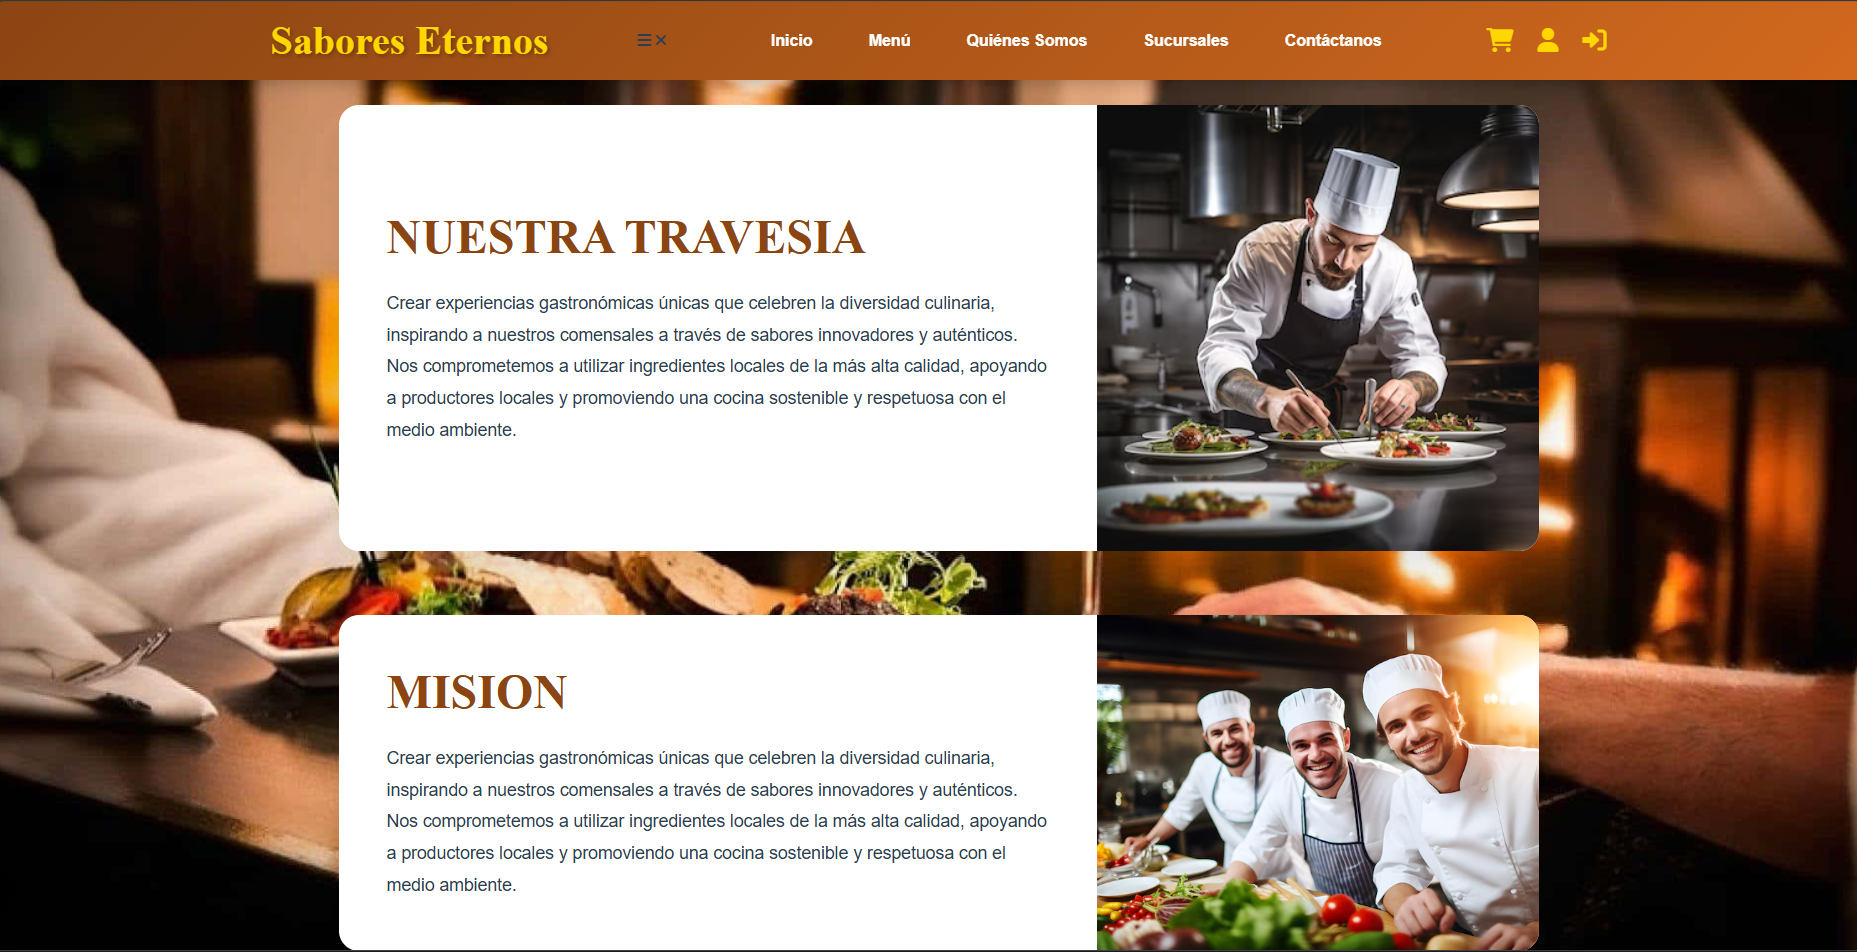 Sabores Eternos
Inicio
Menú
Quiénes Somos
Sucursales
Contáctanos
NUESTRA TRAVESIA
Crear experiencias gastronómicas únicas que celebren la diversidad culinaria,
inspirando a nuestros comensales a través de sabores innovadores y auténticos.
Nos comprometemos a utilizar ingredientes locales de la más alta calidad, apoyando
a productores locales y promoviendo una cocina sostenible y respetuosa con el
medio ambiente.
MISION
Crear experiencias gastronómicas únicas que celebren la diversidad culinaria,
inspirando a nuestros comensales a través de sabores innovadores y auténticos.
Nos comprometemos a utilizar ingredientes locales de la más alta calidad, apoyando
a productores locales y promoviendo una cocina sostenible y respetuosa con el
medio ambiente.